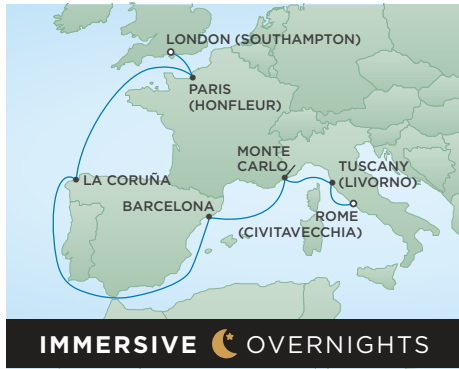 LONDON (SOUTHAMPTON)
PARIS
(HONFLEUR)
MONTE
CARLO
TUSCANY
(LIVORNO)
LA CORUÑA
BARCELONA
ROME
(CIVITAVECCHIA)
IMMERSIVE OVERNIGHTS